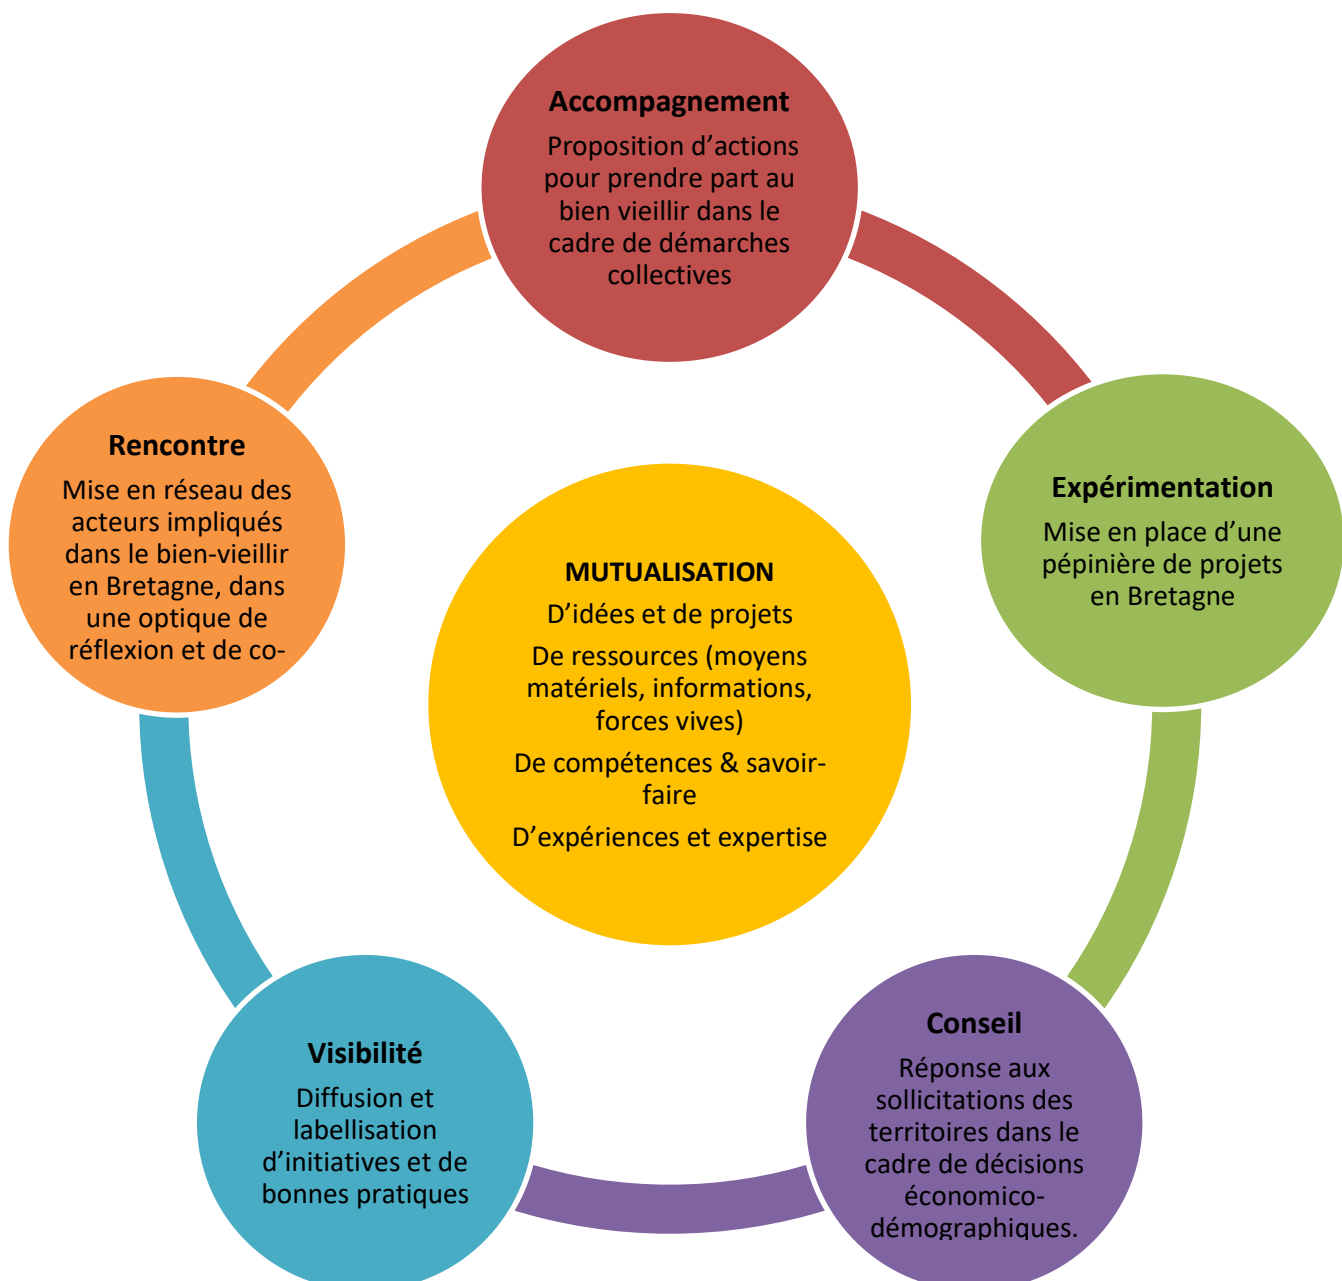 Accompagnement
Proposition d’actions
pour prendre part au
bien vieillir dans le
cadre de démarches
collectives
Rencontre
Mise en réseau des
acteurs impliqués
dans le bien-vieillir
en Bretagne, dans
une optique de
réflexion et de co-
Expérimentation
Mise en place d’une
pépinière de projets
en Bretagne
MUTUALISATION
D’idées et de projets
De ressources (moyens
matériels, informations,
forces vives)
De compétences & savoir-
faire
D’expériences et expertise
Visibilité
Diffusion et
labellisation
d’initiatives et de
bonnes pratiques
Conseil
Réponse aux
sollicitations des
territoires dans le
cadre de décisions
économico-
démographiques.